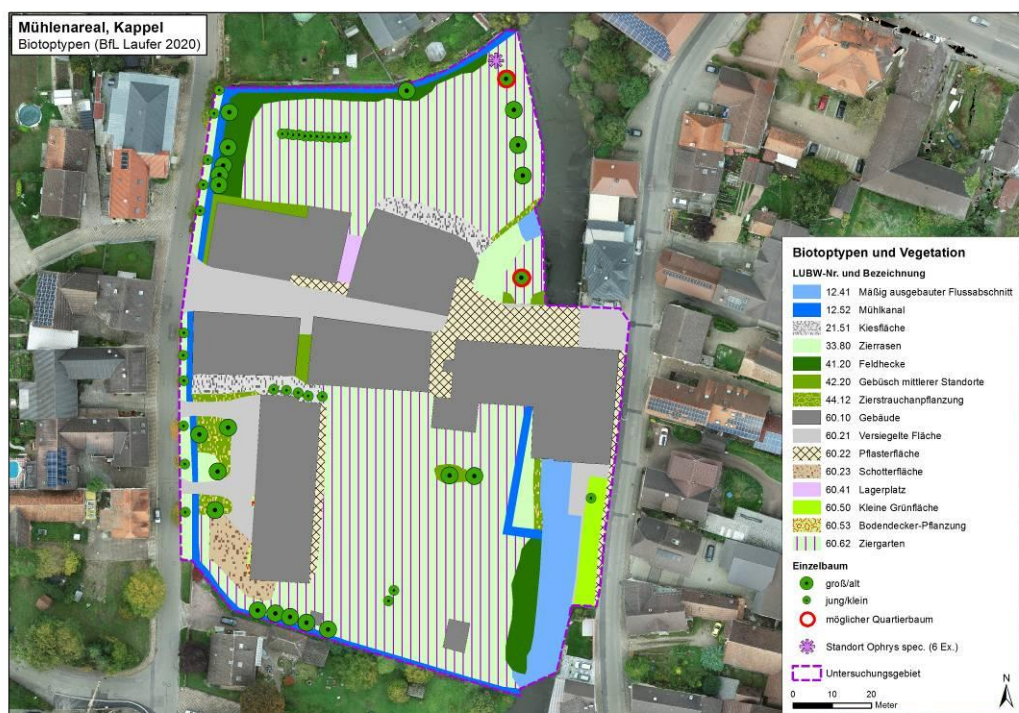 Mühlenareal, Kappel
Biotoptypen (BfL Laufer 2020)
Biotoptypen und Vegetation
LUBW-Nr. und Bezeichnung
12.41 Mäßig ausgebauter Flussabschnitt
12.52 Mühlkanal
21.51 Kiesfläche
33.80 Zierrasen
41.20 Feldhecke
42.20 Gebüsch mittlerer Standorte
44.12 Zierstrauchanpflanzung
60.10 Gebäude
60.21 Versiegelte Fläche
60.22 Pflasterfläche
60.23 Schotterfläche
60.41 Lagerplatz
60.50 Kleine Grünfläche
60.53 Bodendecker-Pflanzung
60.62 Ziergarten
Einzelbaum
groß/alt
jung/klein
möglicher Quartierbaum
Standort Ophrys spec. (6 Ex.)
Untersuchungsgebiet
N
0 10 20
Meter